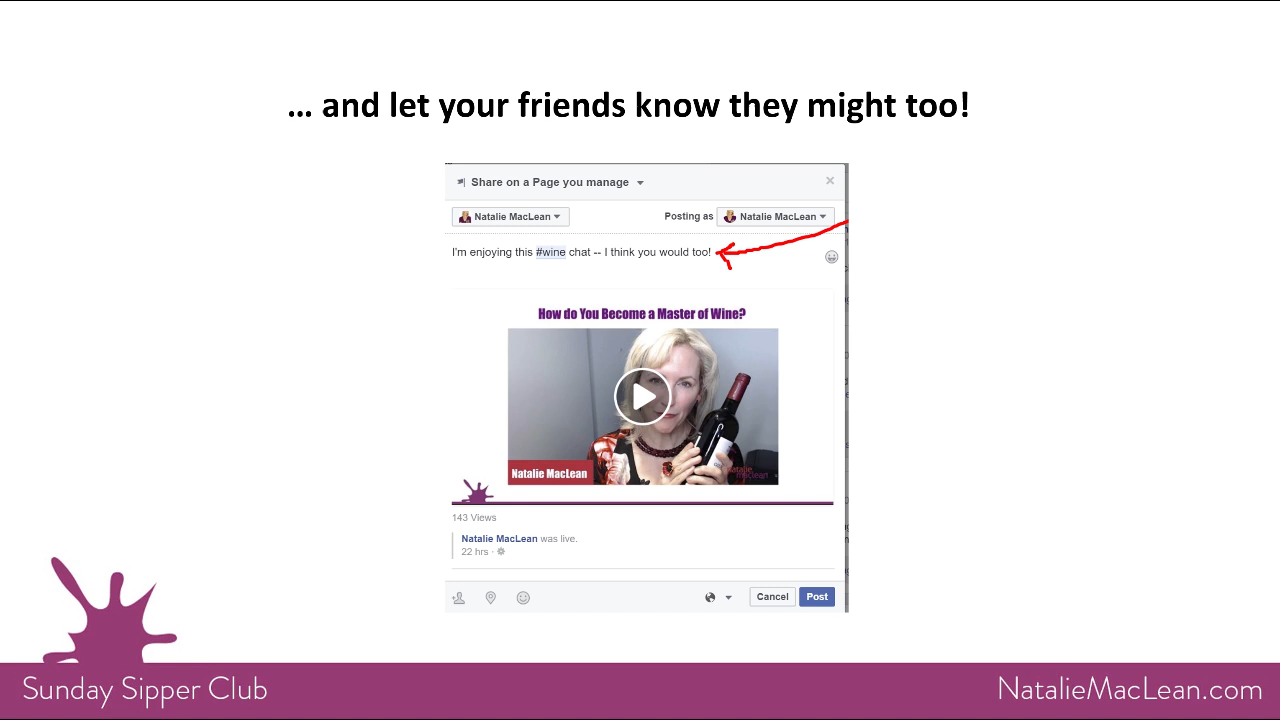 ... and let your friends know they might too!
Share on a Page you manage
Natalie MacLean
Posting as
Natalie MacLean
I'm enjoying this #wine chat -- I think you would too!
How do You Become a Master of Wine?
Natalie MacLean
natalie
maclean
143 Views
Natalie MacLean was live.
22 hrs ·
Cancel
Post
Sunday Sipper Club
NatalieMacLean.com